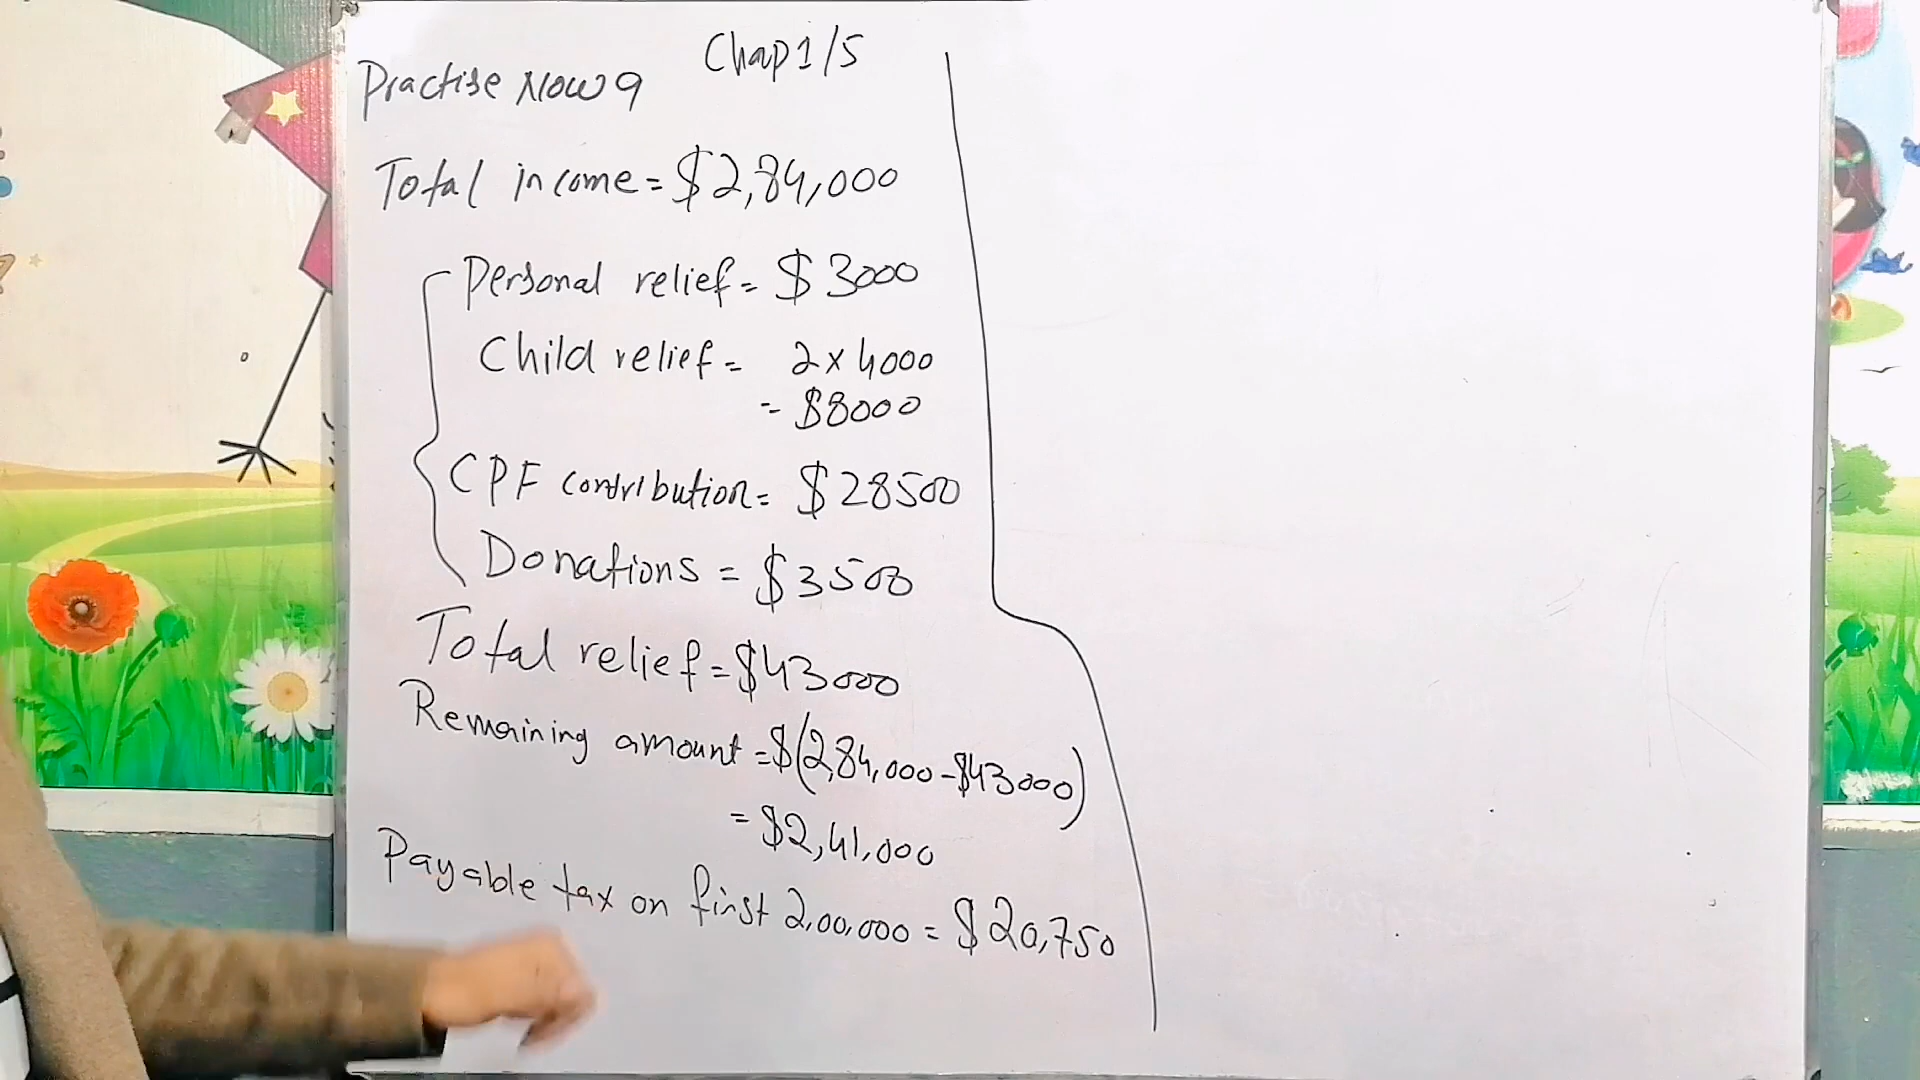 Chap 1/5
Practise Now 9
Total income = $2,84,000
Personal relief = $3000
Child relief = 2 x 4000
= $8000
CPF contribution = $28500
Donations = $3500
Total relief = $43000
Remaining amount = $(2,84,000 - $43000)
= $2,41,000
Payable tax on first 2,00,000 = $20,750